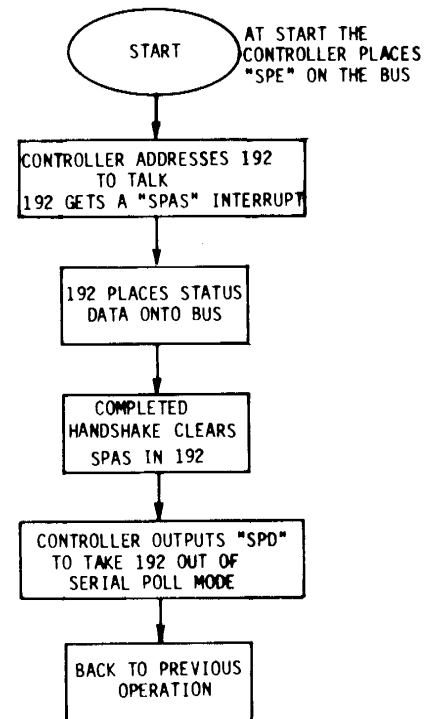 START
AT START THE
CONTROLLER PLACES
"SPE" ON THE BUS
CONTROLLER ADDRESSES 192
TO TALK
192 GETS A "SPAS" INTERRUPT
192 PLACES STATUS
DATA ONTO BUS
COMPLETED
HANDSHAKE CLEARS
SPAS IN 192
CONTROLLER OUTPUTS "SPD"
TO TAKE 192 OUT OF
SERIAL POLL MODE
BACK TO PREVIOUS
OPERATION